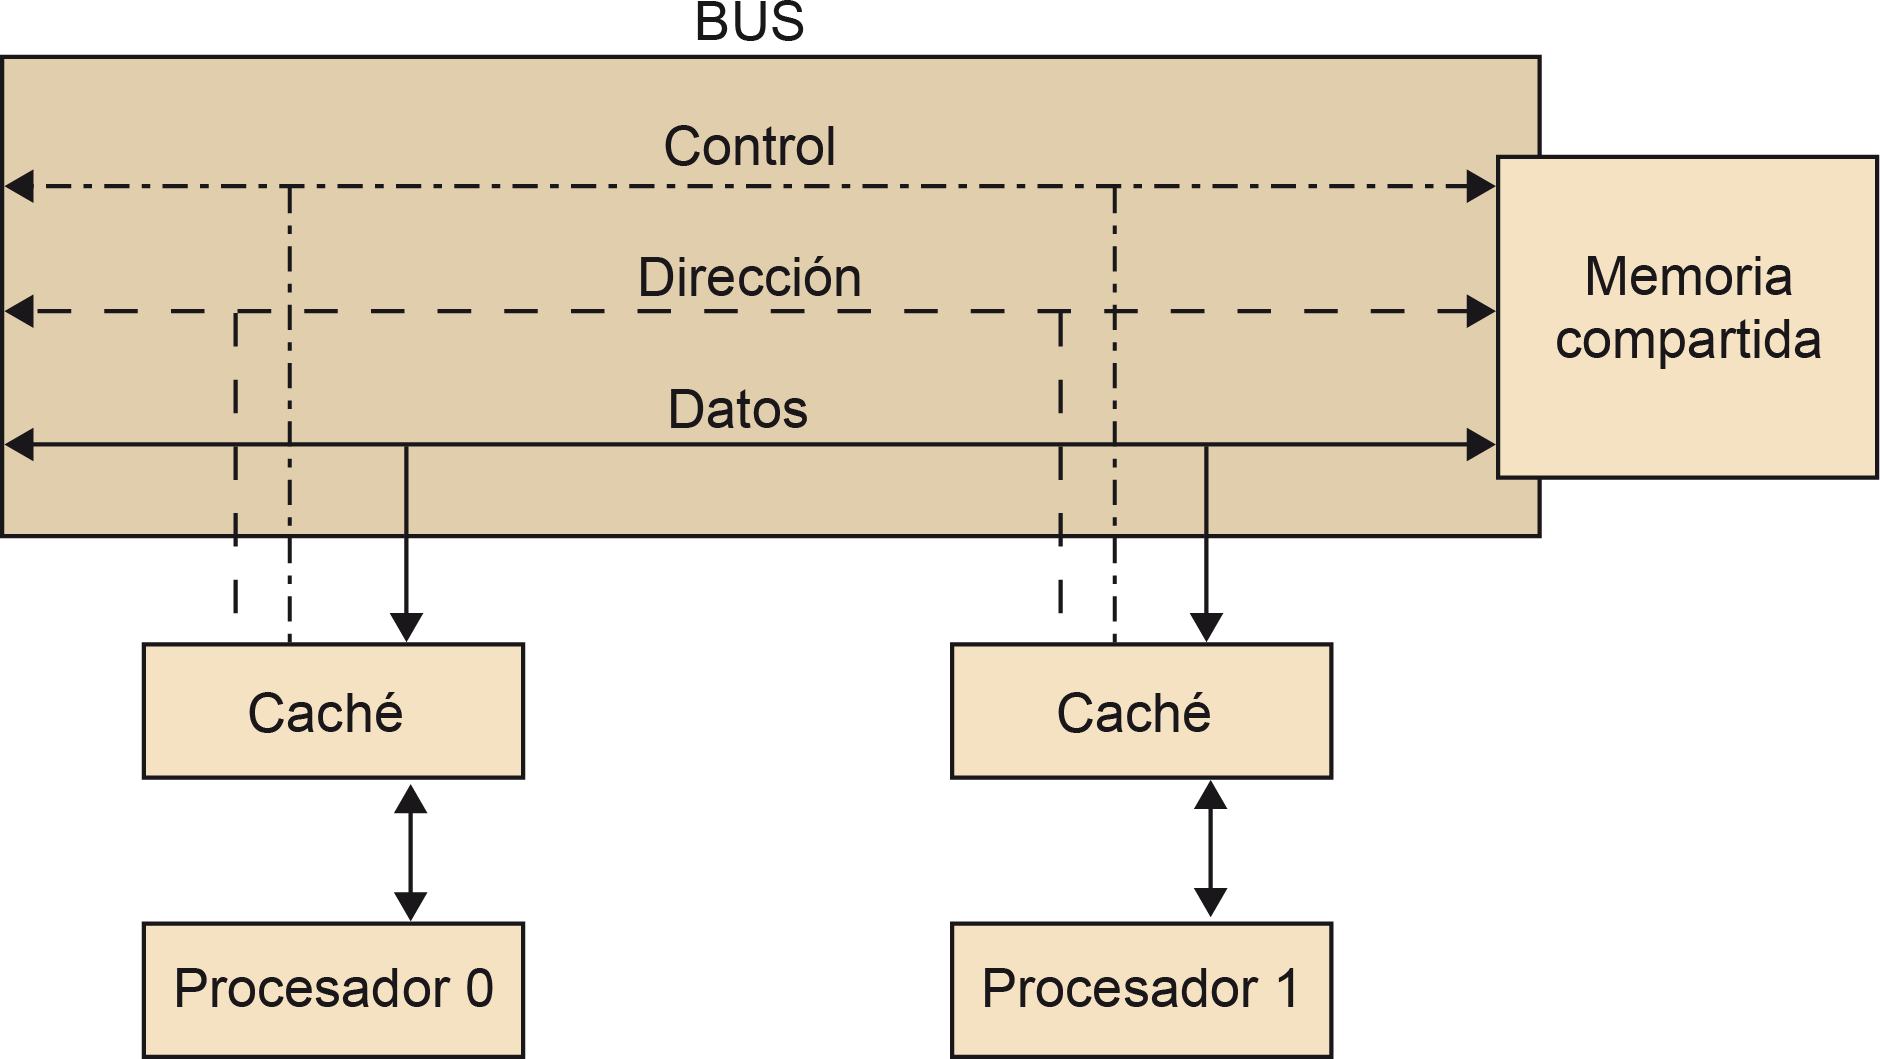 BUS
Control
Dirección
Datos
Memoria
compartida
Caché
Caché
Procesador 0
Procesador 1